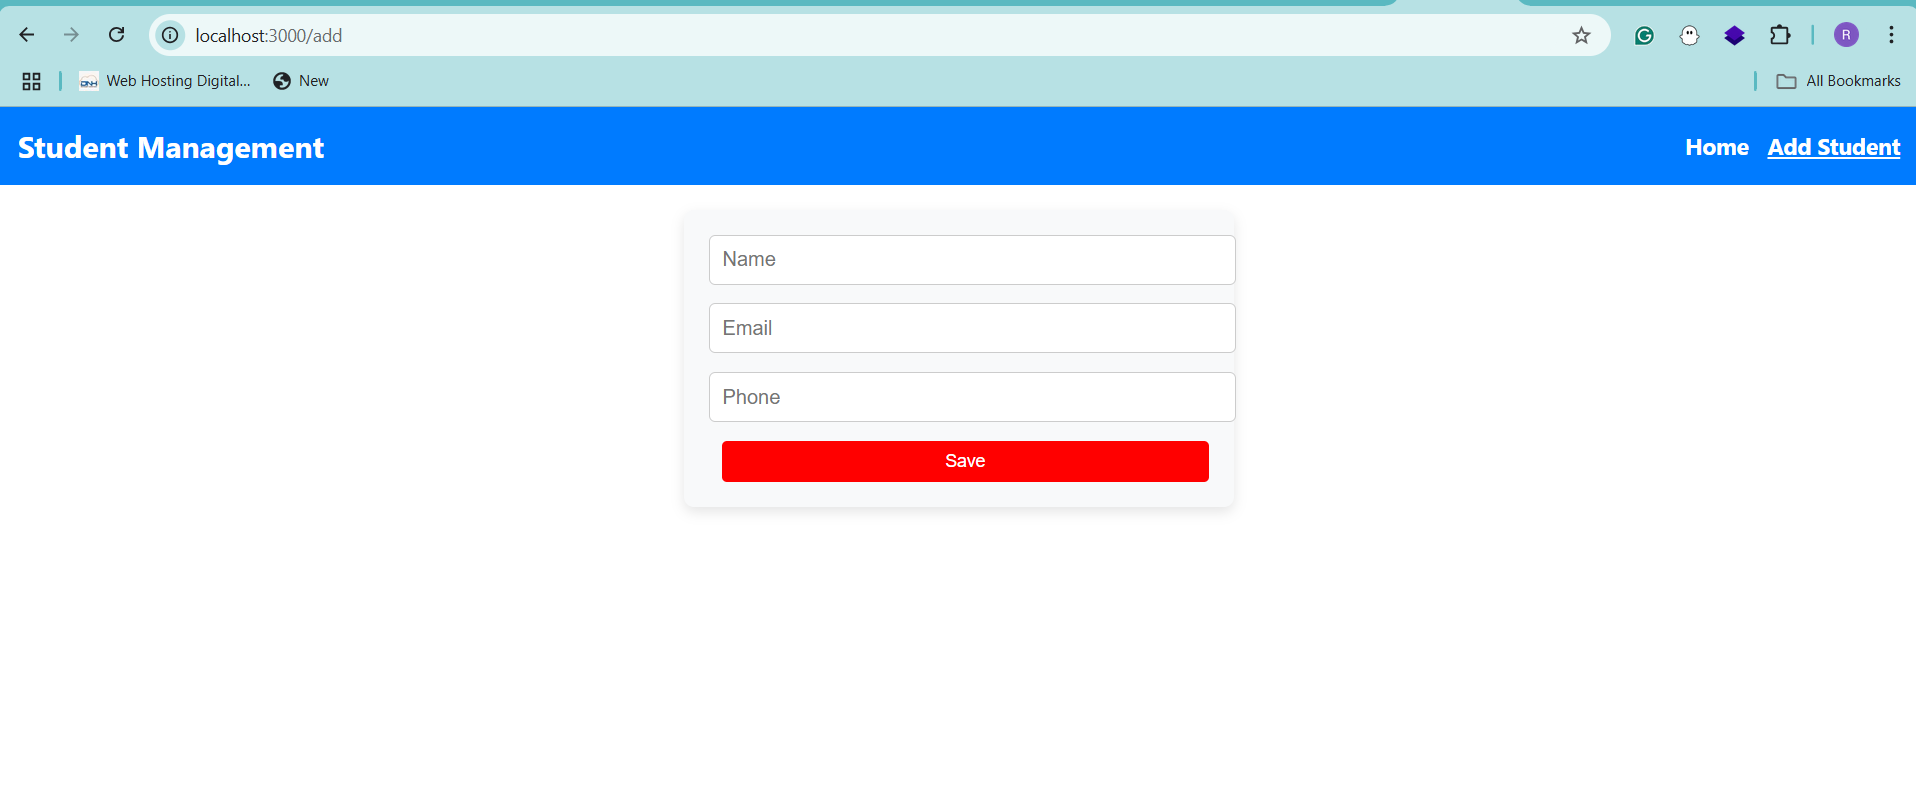 localhost:3000/add
Web Hosting Digital...
New
All Bookmarks
R
Student Management
Home
Add Student
Name
Email
Phone
Save